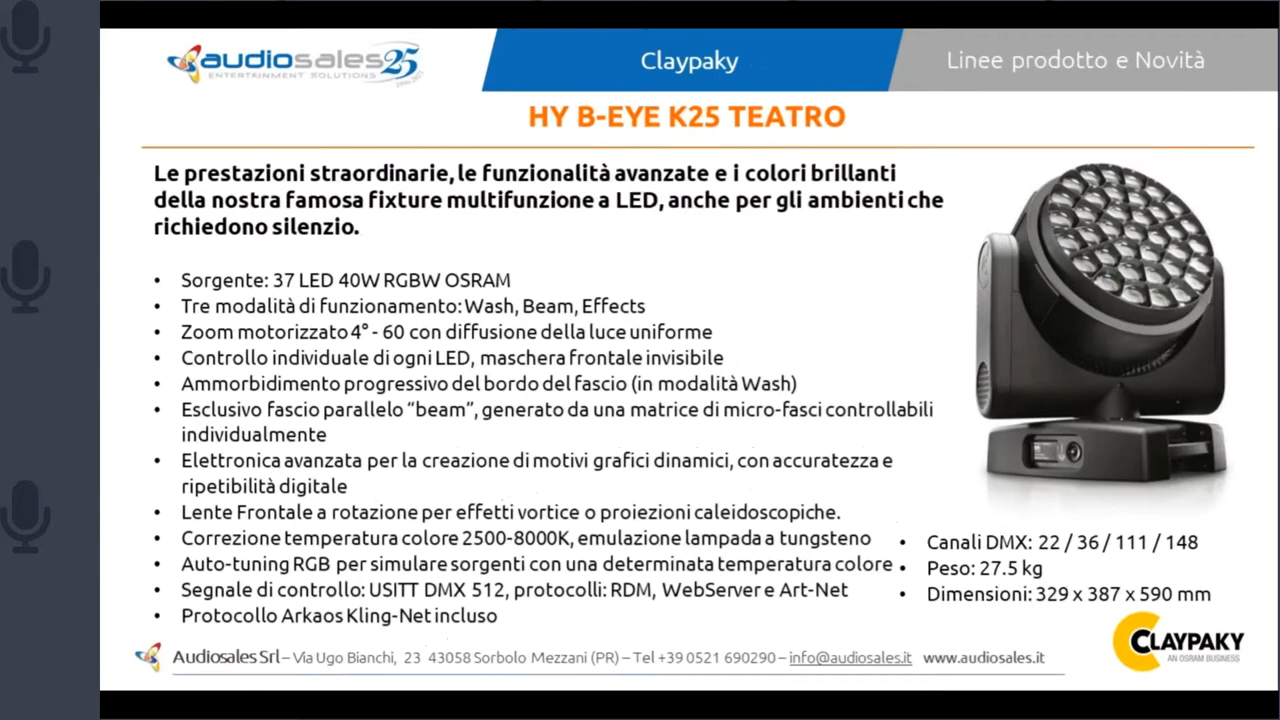 audiosales 25
ENTERTAINMENT SOLUTIONS
Claypaky
Linee prodotto e Novità
HY B-EYE K25 TEATRO
Le prestazioni straordinarie, le funzionalità avanzate e i colori brillanti
della nostra famosa fixture multifunzione a LED, anche per gli ambienti che
richiedono silenzio.
• Sorgente: 37 LED 40W RGBW OSRAM
• Tre modalità di funzionamento: Wash, Beam, Effects
• Zoom motorizzato 4° - 60 con diffusione della luce uniforme
• Controllo individuale di ogni LED, maschera frontale invisibile
• Ammorbidimento progressivo del bordo del fascio (in modalità Wash)
• Esclusivo fascio parallelo “beam”, generato da una matrice di micro-fasci controllabili
individualmente
• Elettronica avanzata per la creazione di motivi grafici dinamici, con accuratezza e
ripetibilità digitale
• Lente Frontale a rotazione per effetti vortice o proiezioni caleidoscopiche.
• Correzione temperatura colore 2500-8000K, emulazione lampada a tungsteno
• Auto-tuning RGB per simulare sorgenti con una determinata temperatura colore
• Segnale di controllo: USITT DMX 512, protocolli: RDM, WebServer e Art-Net
• Protocollo Arkaos Kling-Net incluso
• Canali DMX: 22 / 36 / 111 / 148
• Peso: 27.5 kg
• Dimensioni: 329 x 387 x 590 mm
CLAYPAKY
AN OSRAM BUSINESS
Audiosales Srl – Via Ugo Bianchi, 23 43058 Sorbolo Mezzani (PR) – Tel +39 0521 690290 – info@audiosales.it www.audiosales.it